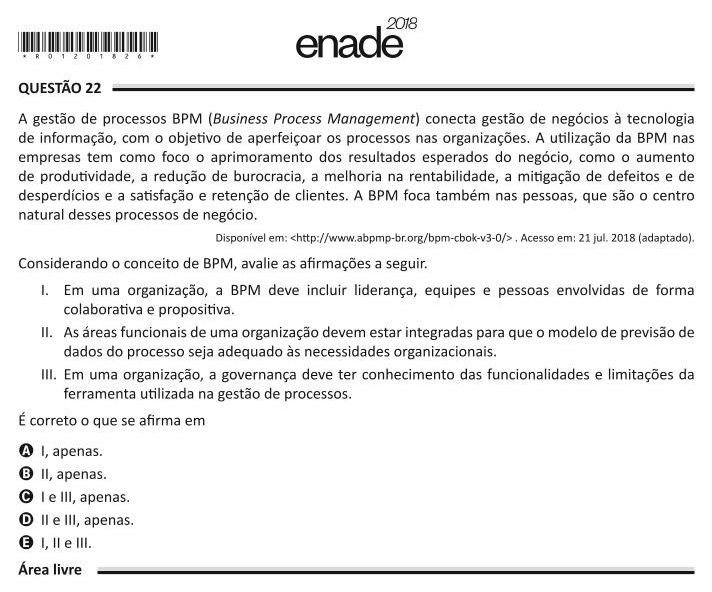 enade 2018
* R 0 1 2 0 1 8 2 6 *
QUESTÃO 22
A gestão de processos BPM (Business Process Management) conecta gestão de negócios à tecnologia
de informação, com o objetivo de aperfeiçoar os processos nas organizações. A utilização da BPM nas
empresas tem como foco o aprimoramento dos resultados esperados do negócio, como o aumento
de produtividade, a redução de burocracia, a melhoria na rentabilidade, a mitigação de defeitos e de
desperdícios e a satisfação e retenção de clientes. A BPM foca também nas pessoas, que são o centro
natural desses processos de negócio.
Disponível em: <http://www.abpmp-br.org/bpm-cbok-v3-0/> . Acesso em: 21 jul. 2018 (adaptado).
Considerando o conceito de BPM, avalie as afirmações a seguir.
I. Em uma organização, a BPM deve incluir liderança, equipes e pessoas envolvidas de forma
colaborativa e propositiva.
II. As áreas funcionais de uma organização devem estar integradas para que o modelo de previsão de
dados do processo seja adequado às necessidades organizacionais.
III. Em uma organização, a governança deve ter conhecimento das funcionalidades e limitações da
ferramenta utilizada na gestão de processos.
É correto o que se afirma em
A I, apenas.
B II, apenas.
C I e III, apenas.
D II e III, apenas.
E I, II e III.
Área livre